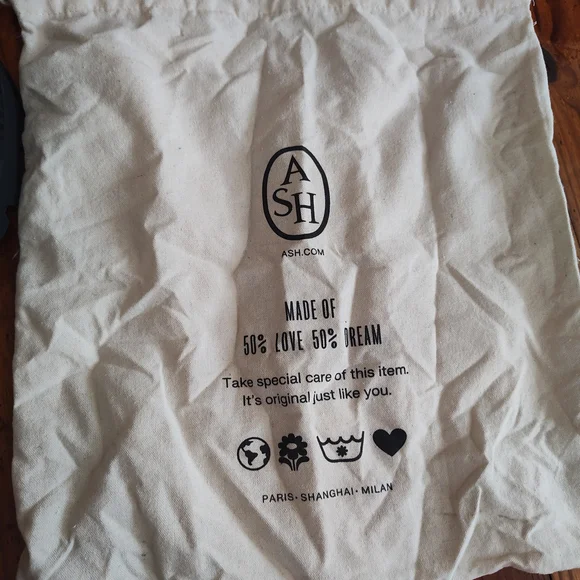 A
SH
ASH.COM
MADE OF
50% LOVE 50% DREAM
Take special care of this item.
It's original just like you.
PARIS · SHANGHAI · MILAN